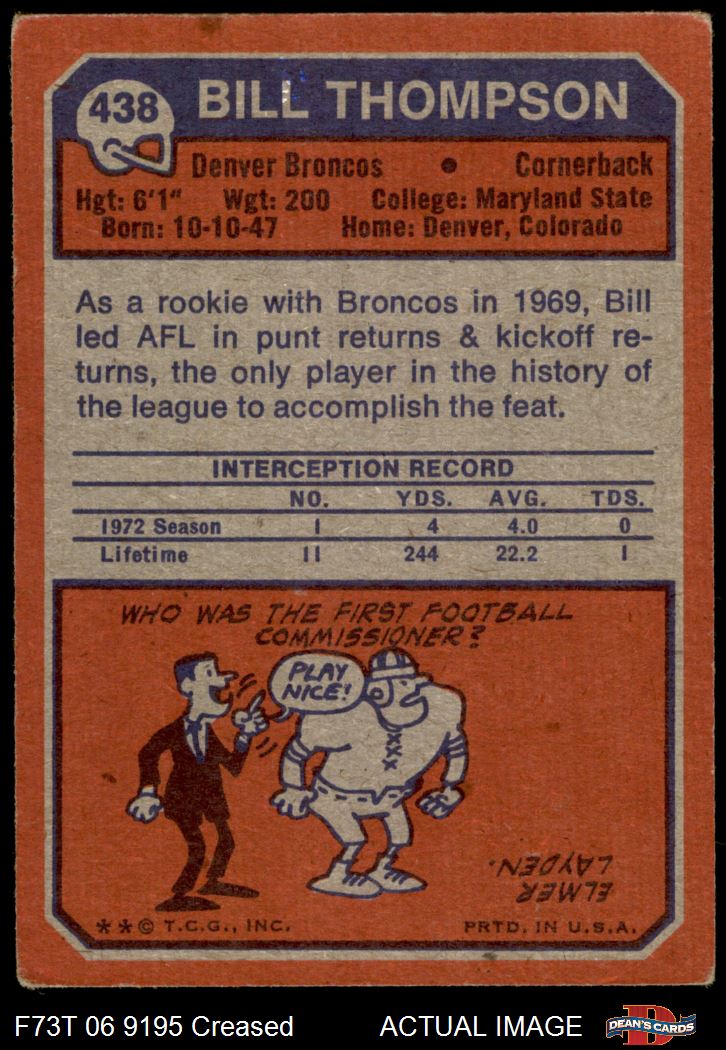 438 BILL THOMPSON
Denver Broncos • Cornerback
Hgt: 6'1" Wgt: 200 College: Maryland State
Born: 10-10-47 Home: Denver, Colorado
As a rookie with Broncos in 1969, Bill
led AFL in punt returns & kickoff re-
turns, the only player in the history of
the league to accomplish the feat.
INTERCEPTION RECORD
NO. YDS. AVG. TDS.
1972 Season 1 4 4.0 0
Lifetime 11 244 22.2 1
WHO WAS THE FIRST FOOTBALL
COMMISSIONER?
PLAY
NICE!
ELMER
LAYDEN.
**© T.C.G., INC. PRTD. IN U.S.A.
F73T 06 9195 Creased ACTUAL IMAGE
D
DEAN'S CARDS